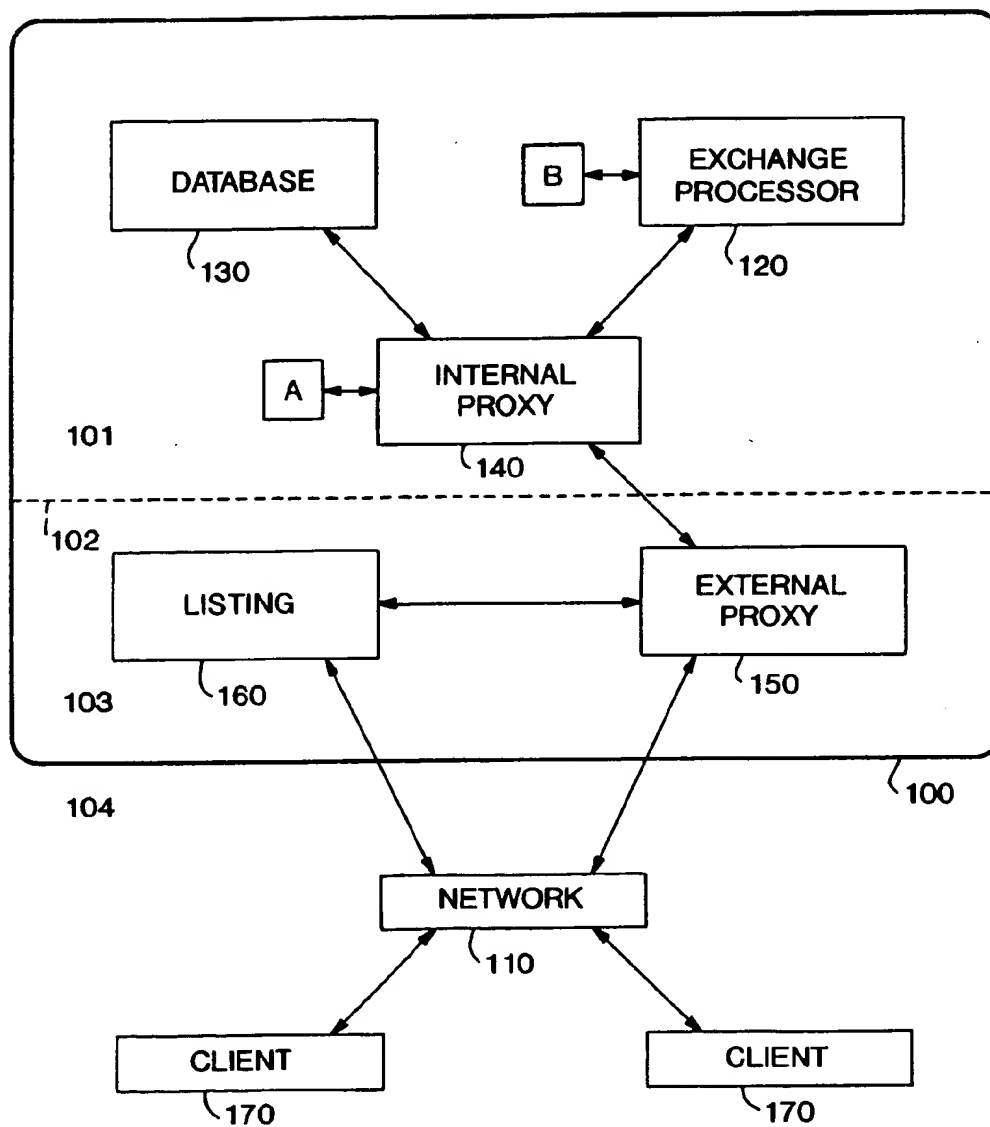 DATABASE
130
B
EXCHANGE
PROCESSOR
120
A
INTERNAL
PROXY
140
101
102
LISTING
160
EXTERNAL
PROXY
150
103
100
104
NETWORK
110
CLIENT
170
CLIENT
170